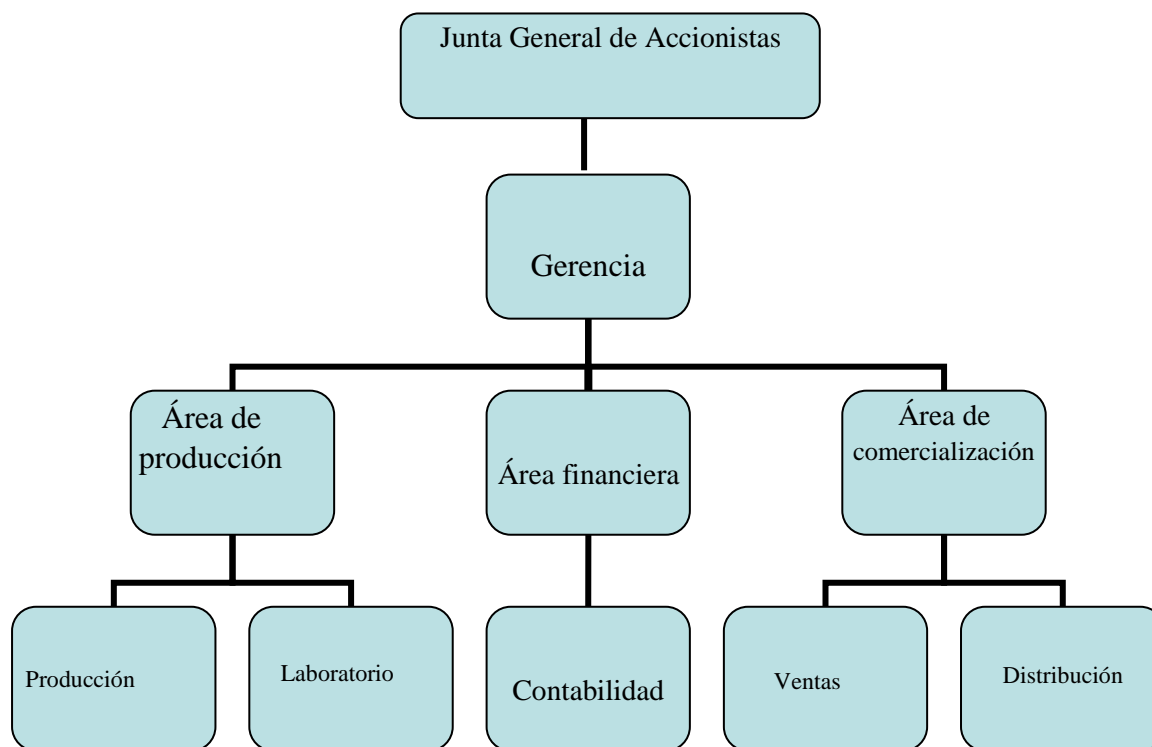 Junta General de Accionistas
Gerencia
Área de
producción
Área financiera
Área de
comercialización
Producción
Laboratorio
Contabilidad
Ventas
Distribución